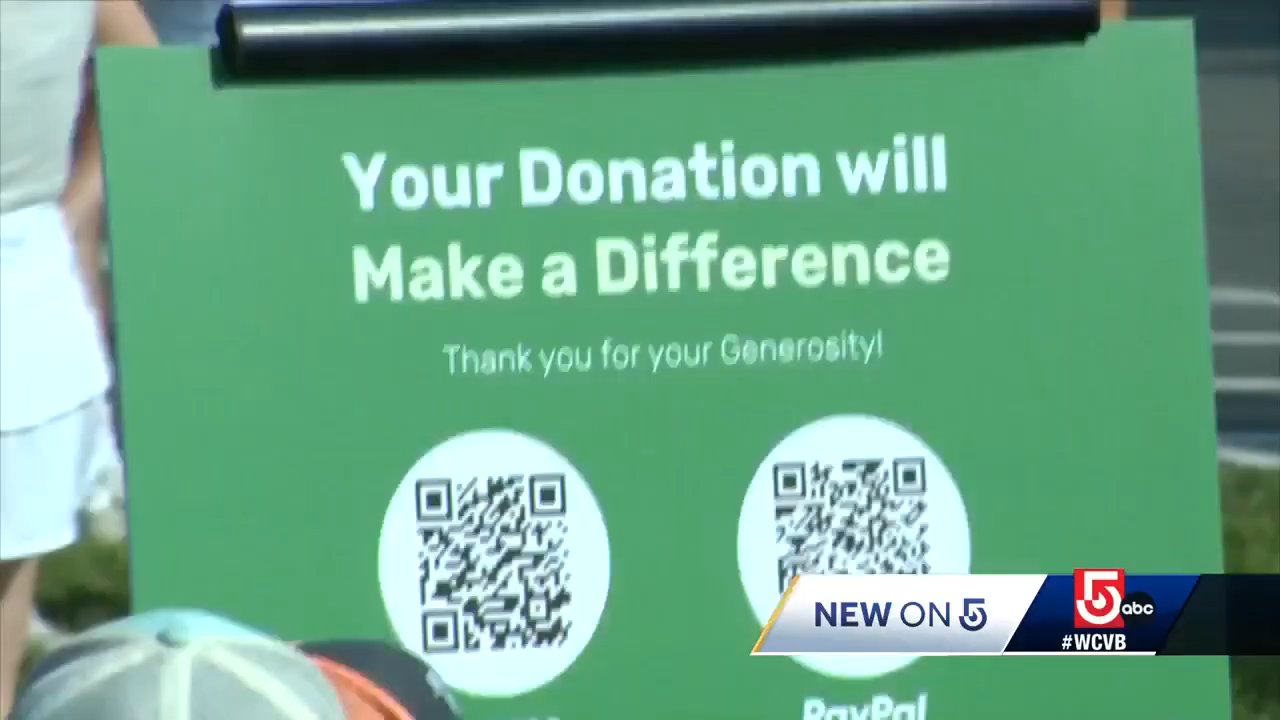 Your Donation will
Make a Difference
Thank you for your Generosity!
PayPal
NEW ON 5
5 abc
#WCVB